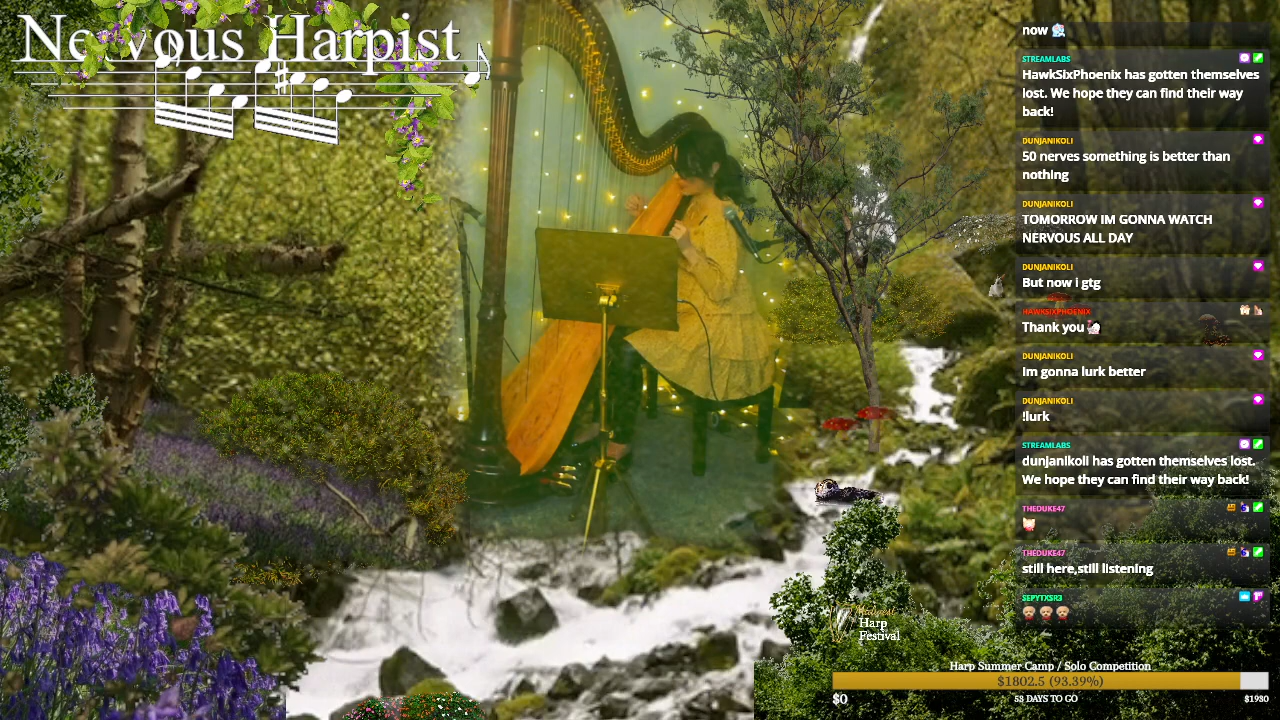 Nervous Harpist
now
STREAMLABS
HawkSixPhoenix has gotten themselves
lost. We hope they can find their way
back!
DUNJANIKOLI
50 nerves something is better than
nothing
DUNJANIKOLI
TOMORROW IM GONNA WATCH
NERVOUS ALL DAY
DUNJANIKOLI
But now i gtg
HAWKSIXPHOENIX
Thank you
DUNJANIKOLI
Im gonna lurk better
DUNJANIKOLI
!lurk
STREAMLABS
dunjanikoli has gotten themselves lost.
We hope they can find their way back!
THEDUKE47
THEDUKE47
still here,still listening
SEPYTXSR3
Midwest
Harp
Festival
Harp Summer Camp / Solo Competition
$1802.5 (93.39%)
$0 53 DAYS TO GO $1930